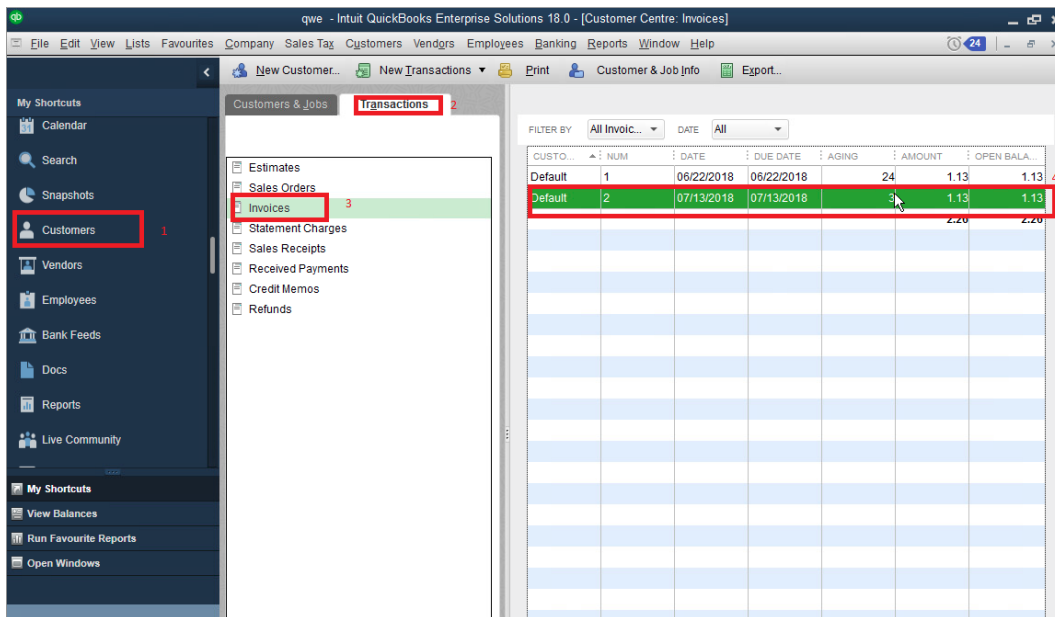 qb
qwe - Intuit QuickBooks Enterprise Solutions 18.0 - [Customer Centre: Invoices]
File Edit View Lists Favourites Company Sales Tax Customers Vendors Employees Banking Reports Window Help 24
New Customer... New Transactions Print Customer & Job Info Export...
My Shortcuts
Calendar
Search
Snapshots
Customers 1
Vendors
Employees
Bank Feeds
Docs
Reports
Live Community
My Shortcuts
View Balances
Run Favourite Reports
Open Windows
Customers & Jobs Transactions 2
Estimates
Sales Orders
Invoices 3
Statement Charges
Sales Receipts
Received Payments
Credit Memos
Refunds
FILTER BY All Invoic... DATE All
CUSTO... NUM DATE DUE DATE AGING AMOUNT OPEN BALA...
Default 1 06/22/2018 06/22/2018 24 1.13 1.13 4
Default 2 07/13/2018 07/13/2018 3 1.13 1.13
2.26 2.26